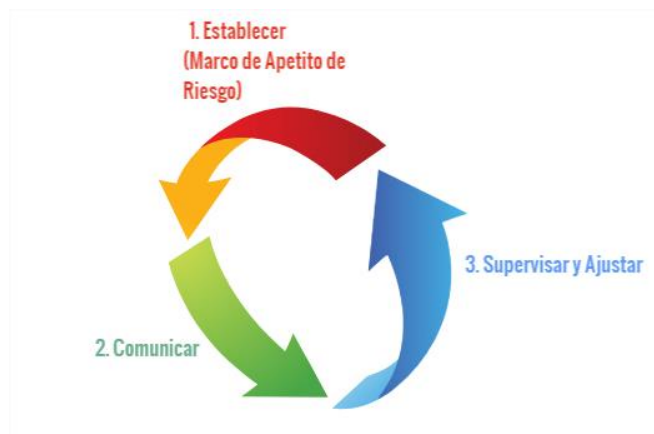 1. Establecer
(Marco de Apetito de
Riesgo)
2. Comunicar
3. Supervisar y Ajustar